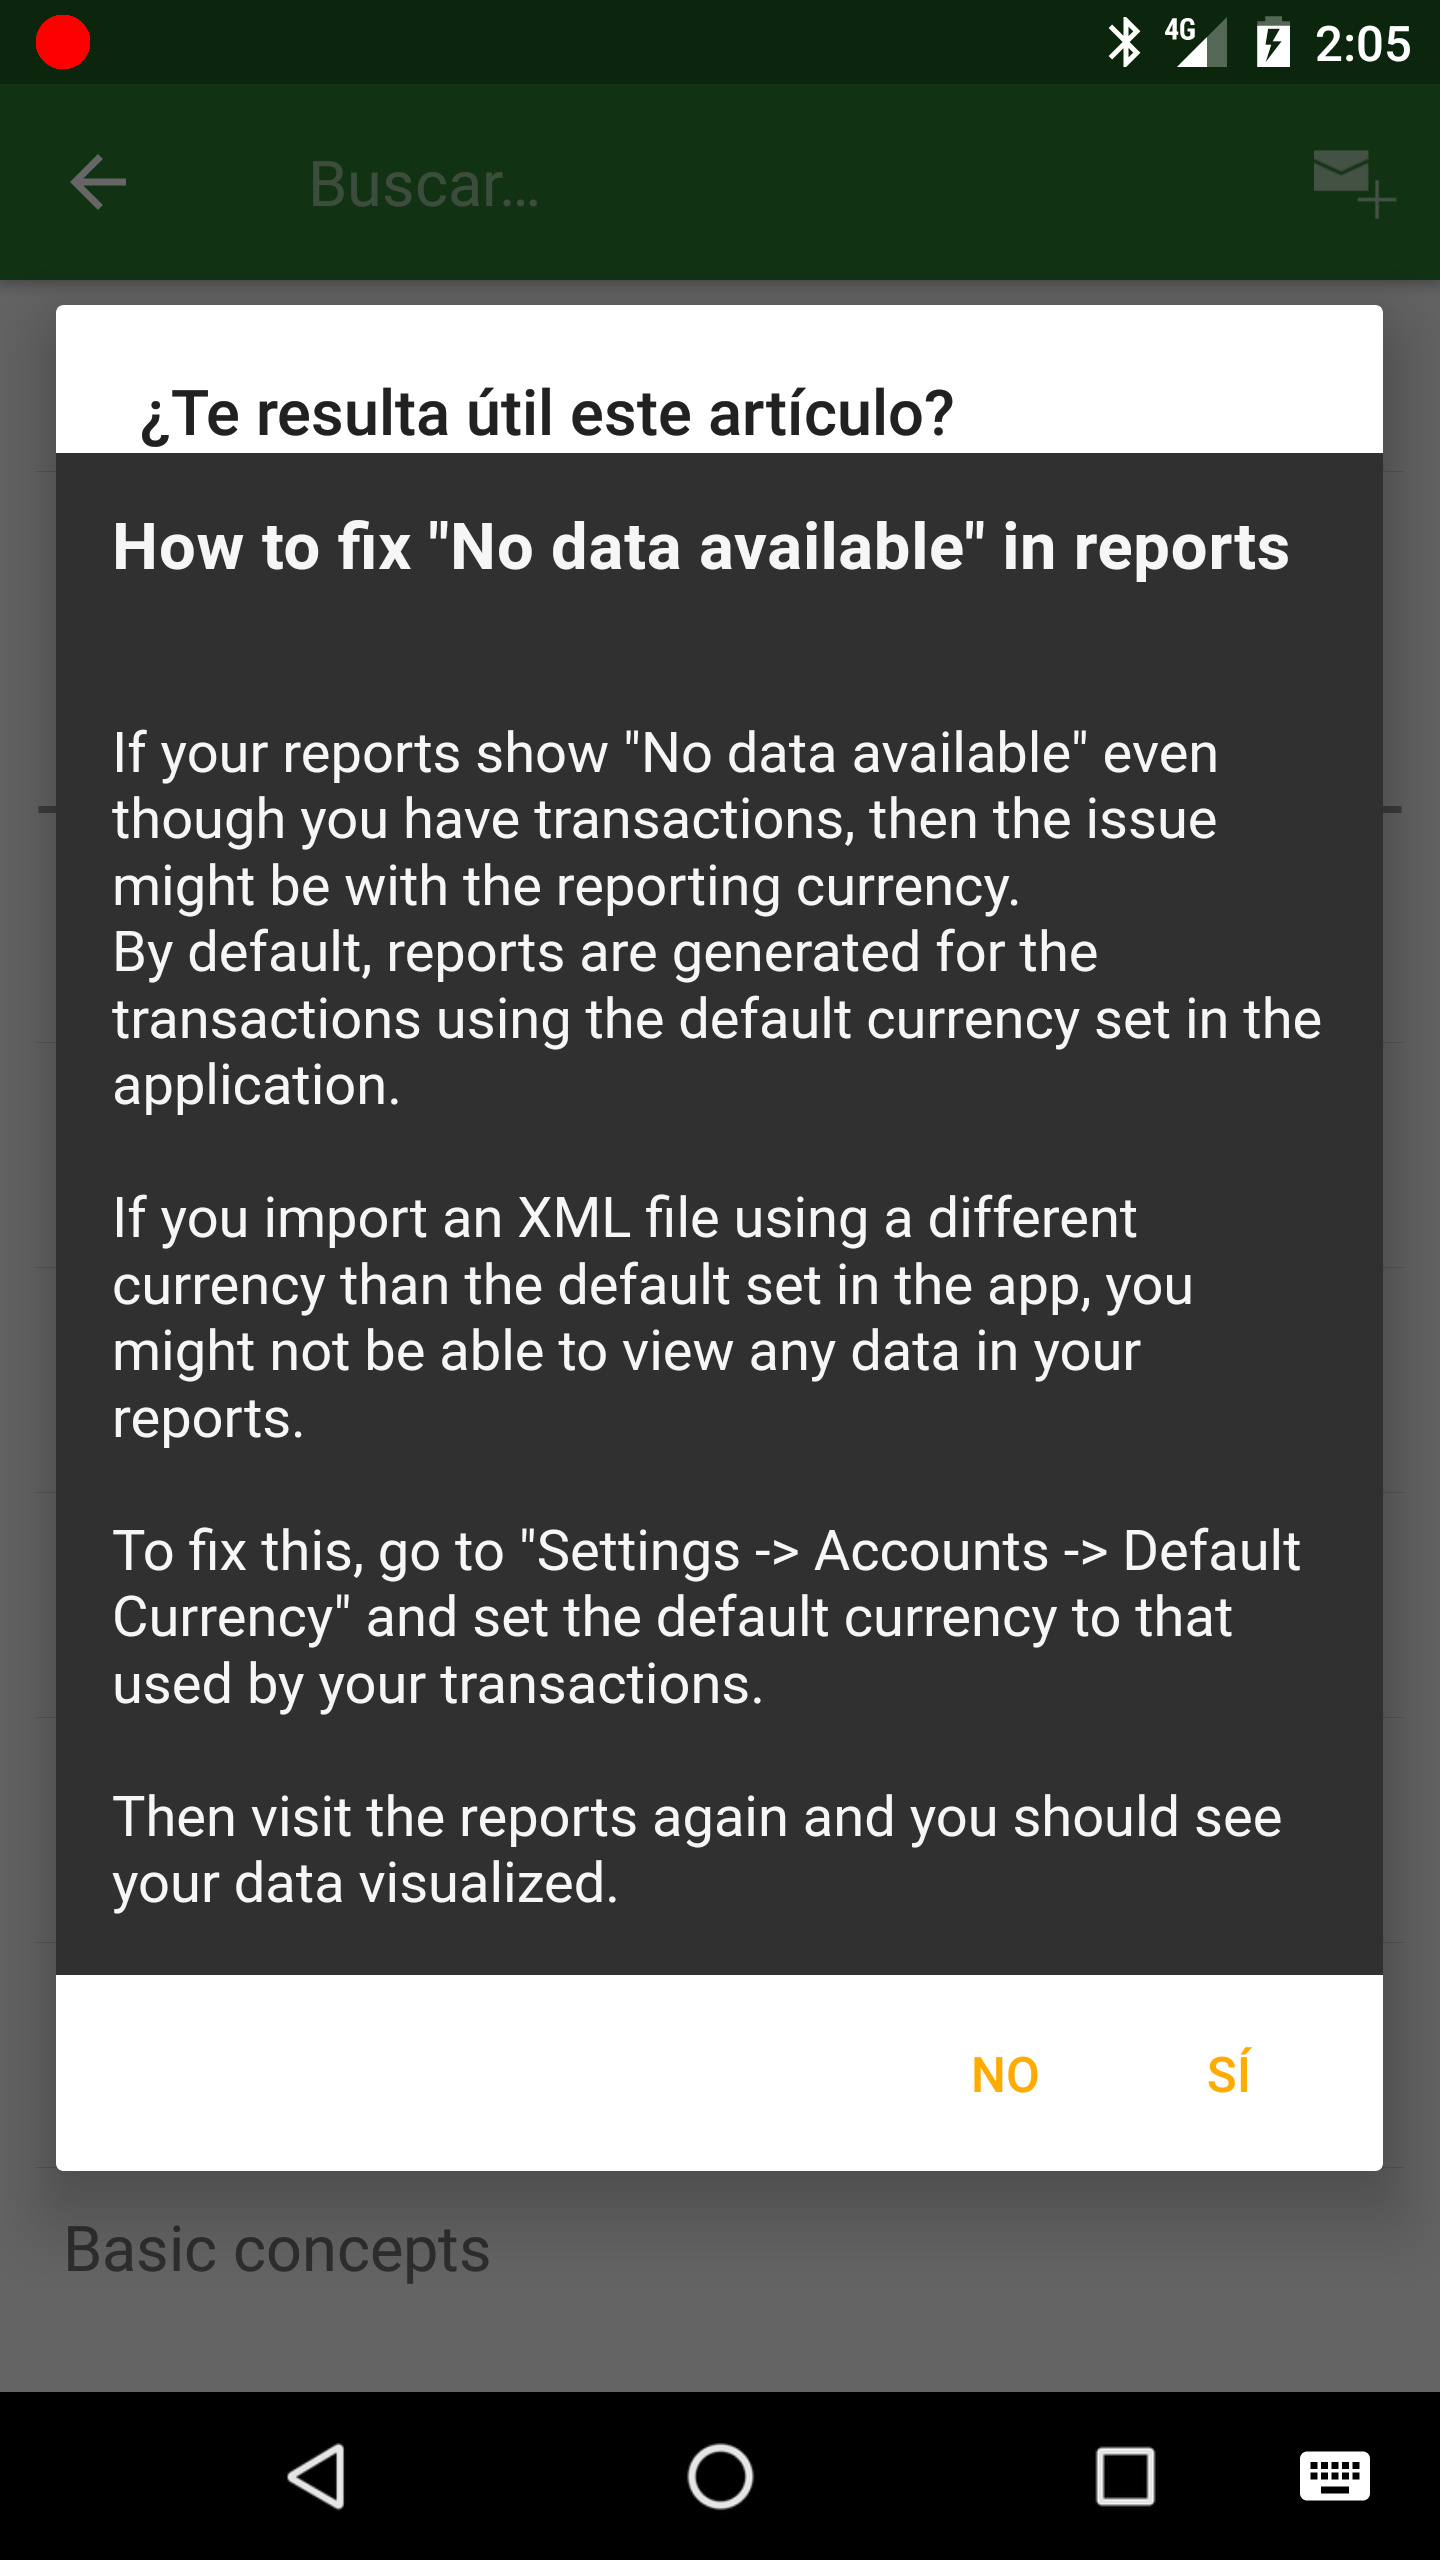 4G 2:05
Buscar...
¿Te resulta útil este artículo?
How to fix "No data available" in reports
If your reports show "No data available" even
though you have transactions, then the issue
might be with the reporting currency.
By default, reports are generated for the
transactions using the default currency set in the
application.
If you import an XML file using a different
currency than the default set in the app, you
might not be able to view any data in your
reports.
To fix this, go to "Settings -> Accounts -> Default
Currency" and set the default currency to that
used by your transactions.
Then visit the reports again and you should see
your data visualized.
NO SÍ
Basic concepts